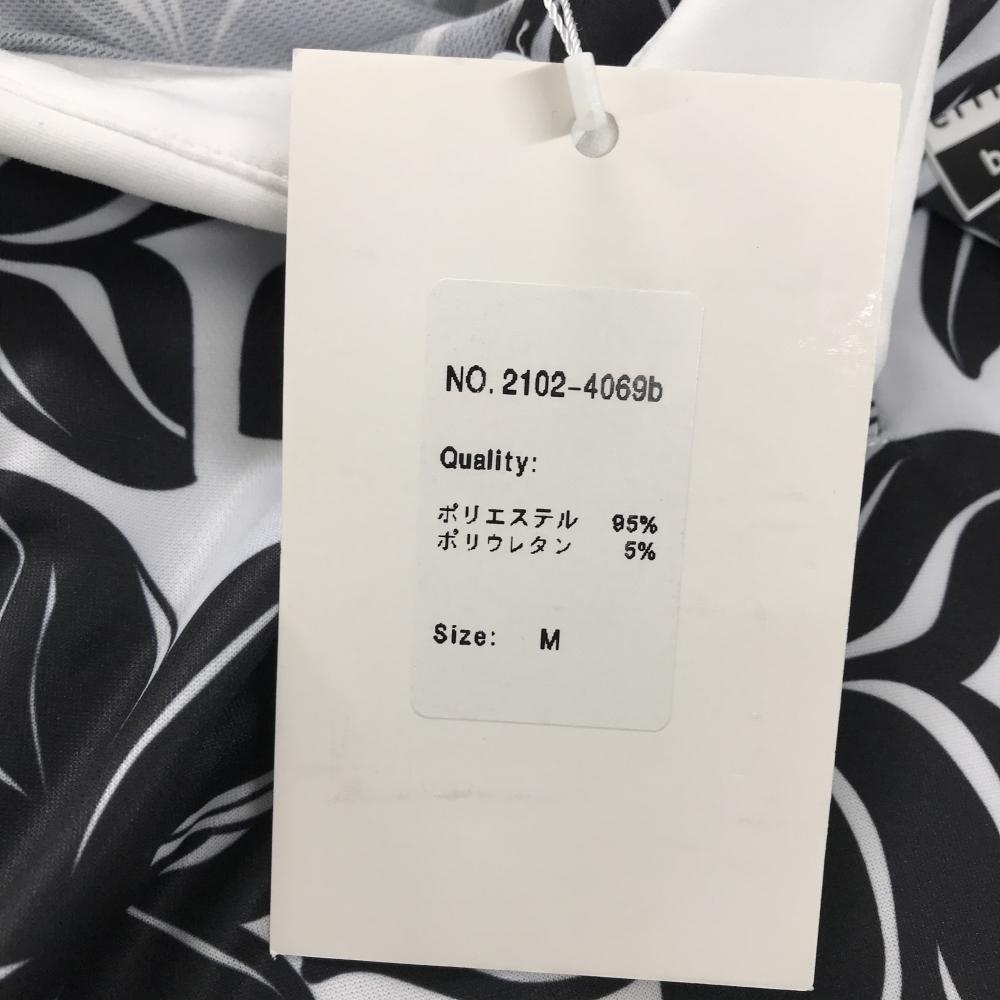 NO. 2102-4069b
Quality:
ポリエステル 95%
ポリウレタン 5%
Size: M